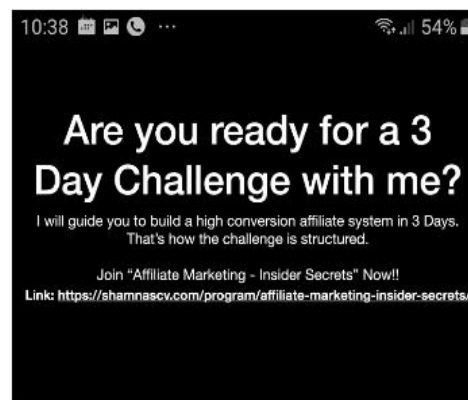 10:38 ... 54%
Are you ready for a 3
Day Challenge with me?
I will guide you to build a high conversion affiliate system in 3 Days.
That's how the challenge is structured.
Join "Affiliate Marketing - Insider Secrets" Now!!
Link: https://shamnascv.com/program/affiliate-marketing-insider-secrets/